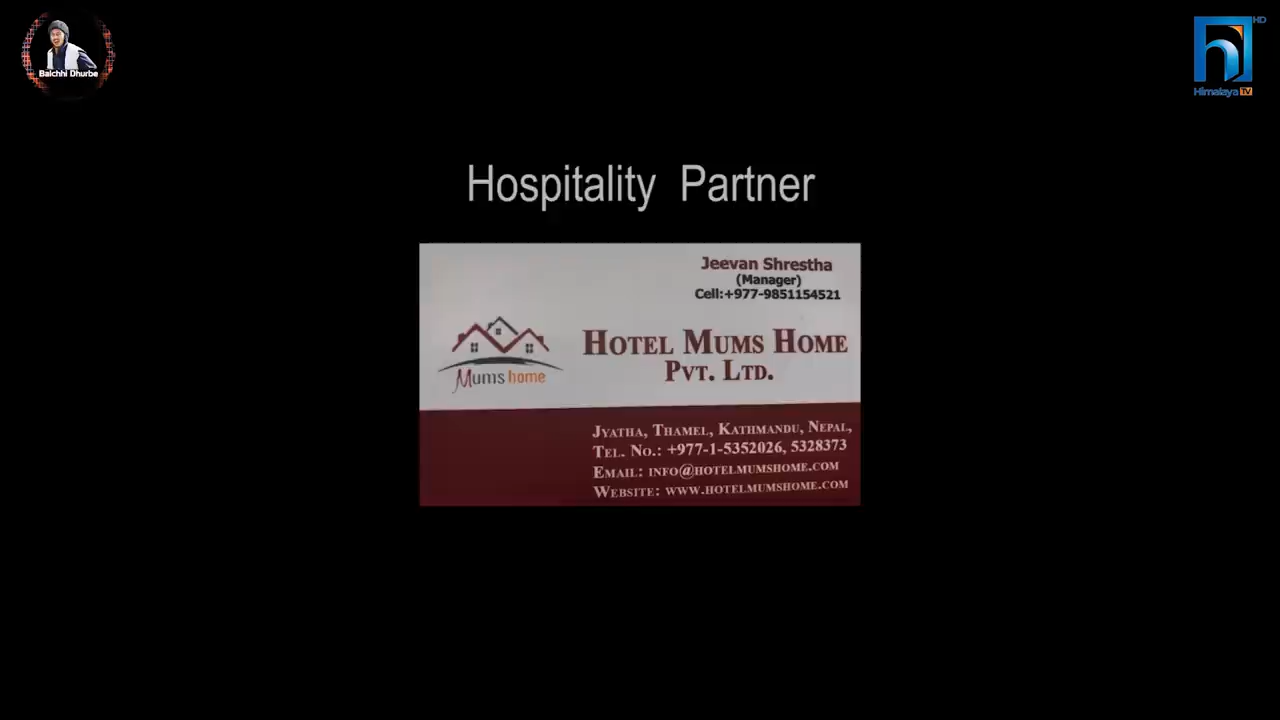 Baichhi Dhurbe
HD
Himalaya TV
Hospitality Partner
Jeevan Shrestha
(Manager)
Cell:+977-9851154521
HOTEL MUMS HOME
PVT. LTD.
Mums home
JYATHA, THAMEL, KATHMANDU, NEPAL,
TEL. NO.: +977-1-5352026, 5328373
EMAIL: INFO@HOTELMUMSHOME.COM
WEBSITE: WWW.HOTELMUMSHOME.COM